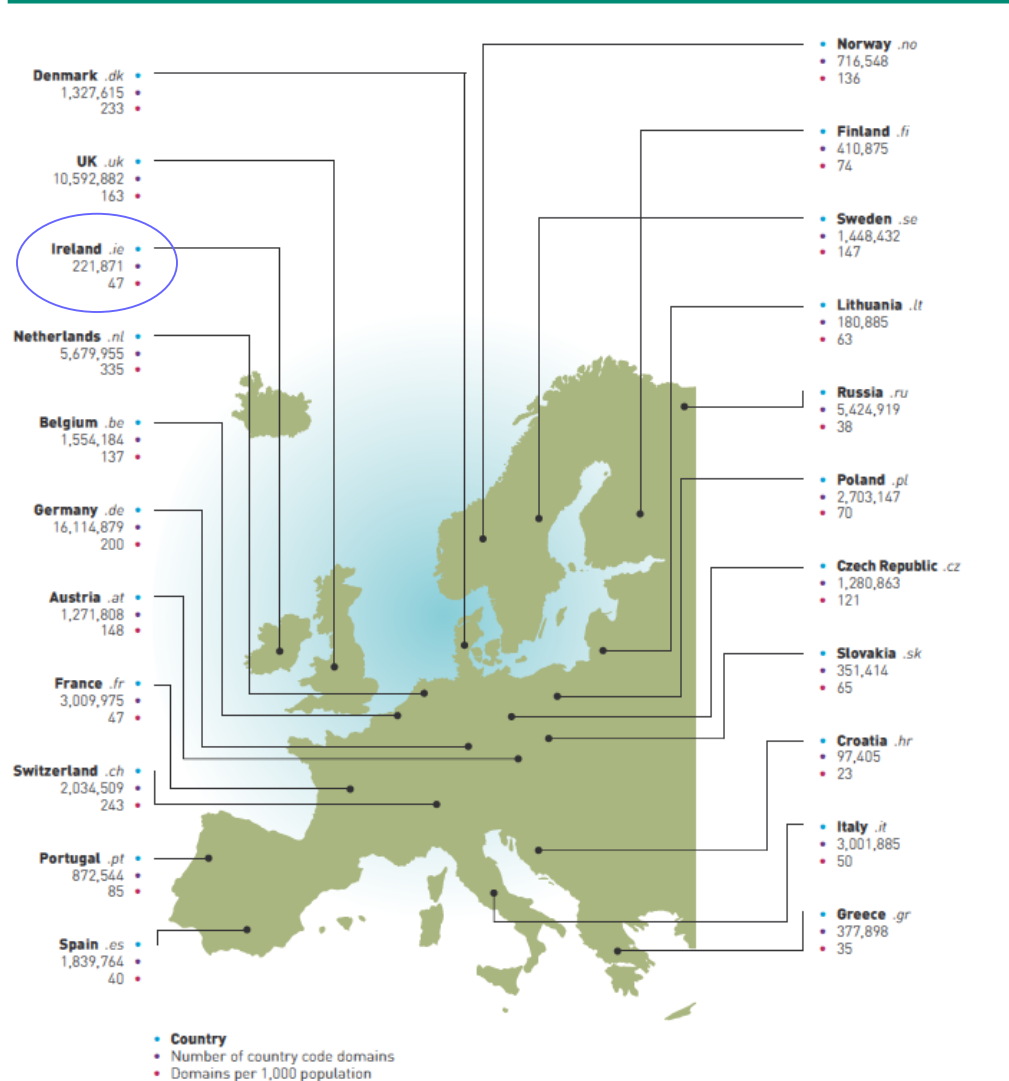 Denmark .dk
1,327,615
233
UK .uk
10,592,882
163
Ireland .ie
221,871
47
Netherlands .nl
5,679,955
335
Belgium .be
1,554,184
137
Germany .de
16,114,879
200
Austria .at
1,271,808
148
France .fr
3,009,975
47
Switzerland .ch
2,034,509
243
Portugal .pt
872,544
85
Spain .es
1,839,764
40
Norway .no
716,548
136
Finland .fi
410,875
74
Sweden .se
1,448,432
147
Lithuania .lt
180,885
63
Russia .ru
5,424,919
38
Poland .pl
2,703,147
70
Czech Republic .cz
1,280,863
121
Slovakia .sk
351,414
65
Croatia .hr
97,405
23
Italy .it
3,001,885
50
Greece .gr
377,898
35
Country
Number of country code domains
Domains per 1,000 population